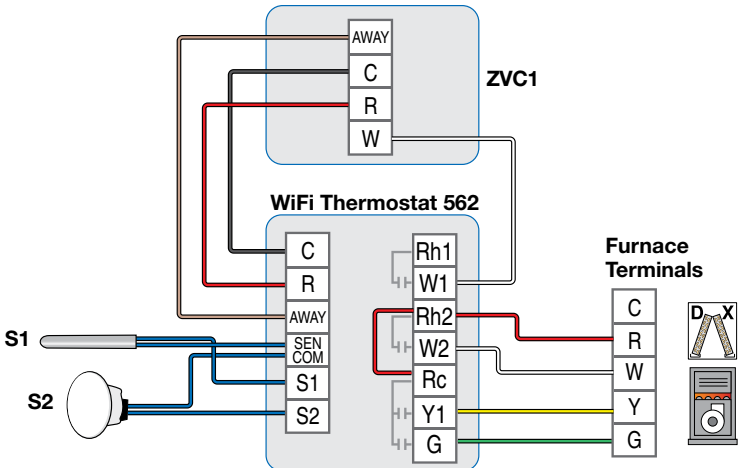 AWAY
C
R
W
ZVC1
WiFi Thermostat 562
C
R
AWAY
SEN
COM
S1
S2
Rh1
W1
Rh2
W2
Rc
Y1
G
S1
S2
Furnace
Terminals
C
R
W
Y
G
D X